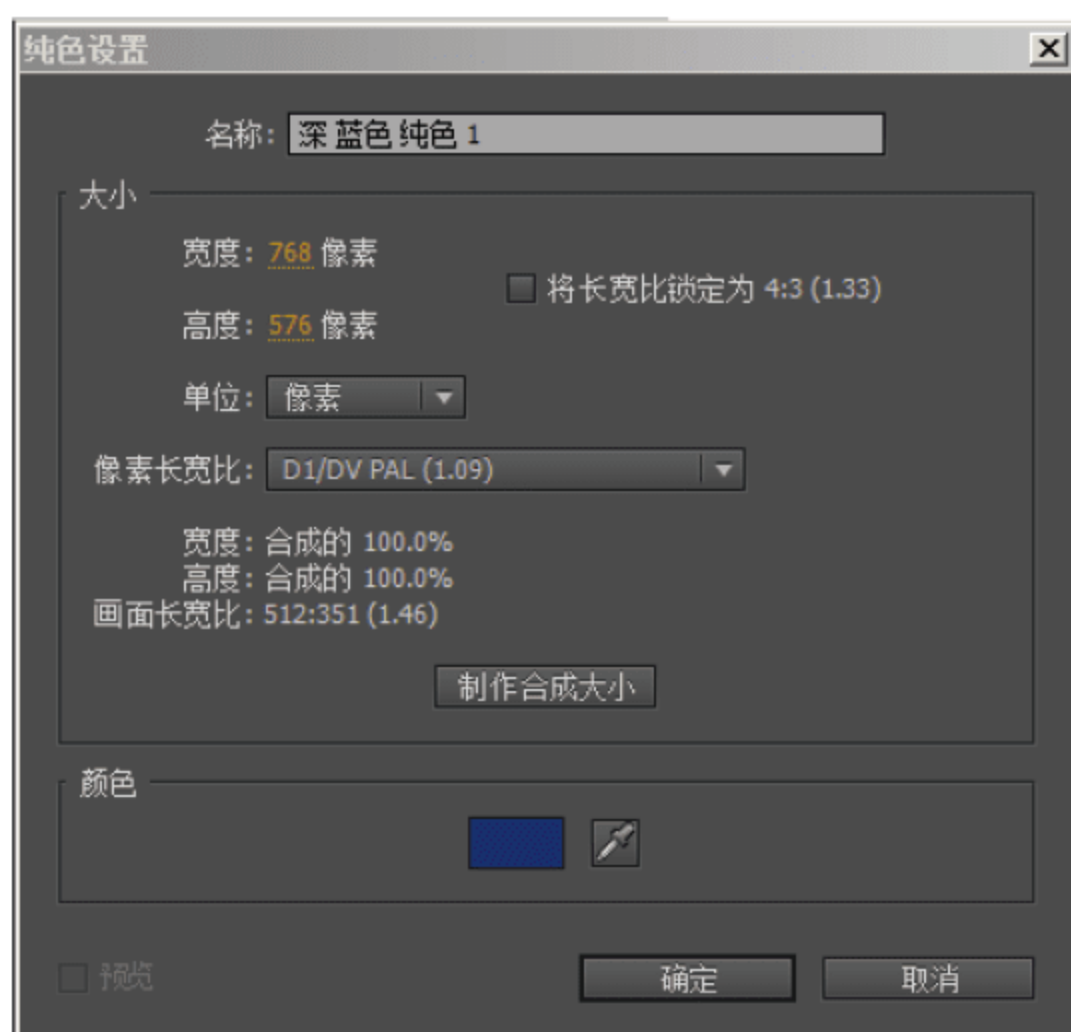 纯色设置
名称: 深 蓝色 纯色 1
大小
宽度: 768 像素
将长宽比锁定为 4:3 (1.33)
高度: 576 像素
单位: 像素
像素长宽比: D1/DV PAL (1.09)
宽度: 合成的 100.0%
高度: 合成的 100.0%
画面长宽比: 512:351 (1.46)
制作合成大小
颜色
预览
确定
取消